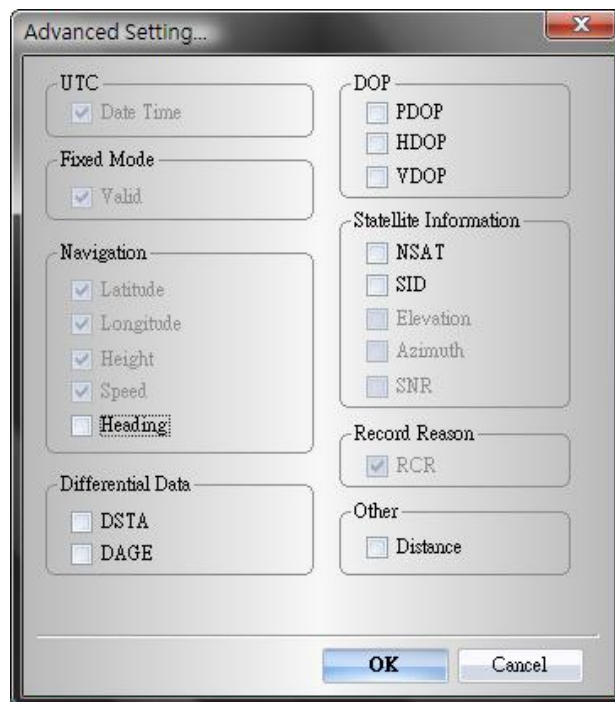 Advanced Setting...
UTC
Date Time
Fixed Mode
Valid
Navigation
Latitude
Longitude
Height
Speed
Heading
Differential Data
DSTA
DAGE
DOP
PDOP
HDOP
VDOP
Statellite Information
NSAT
SID
Elevation
Azimuth
SNR
Record Reason
RCR
Other
Distance
OK
Cancel